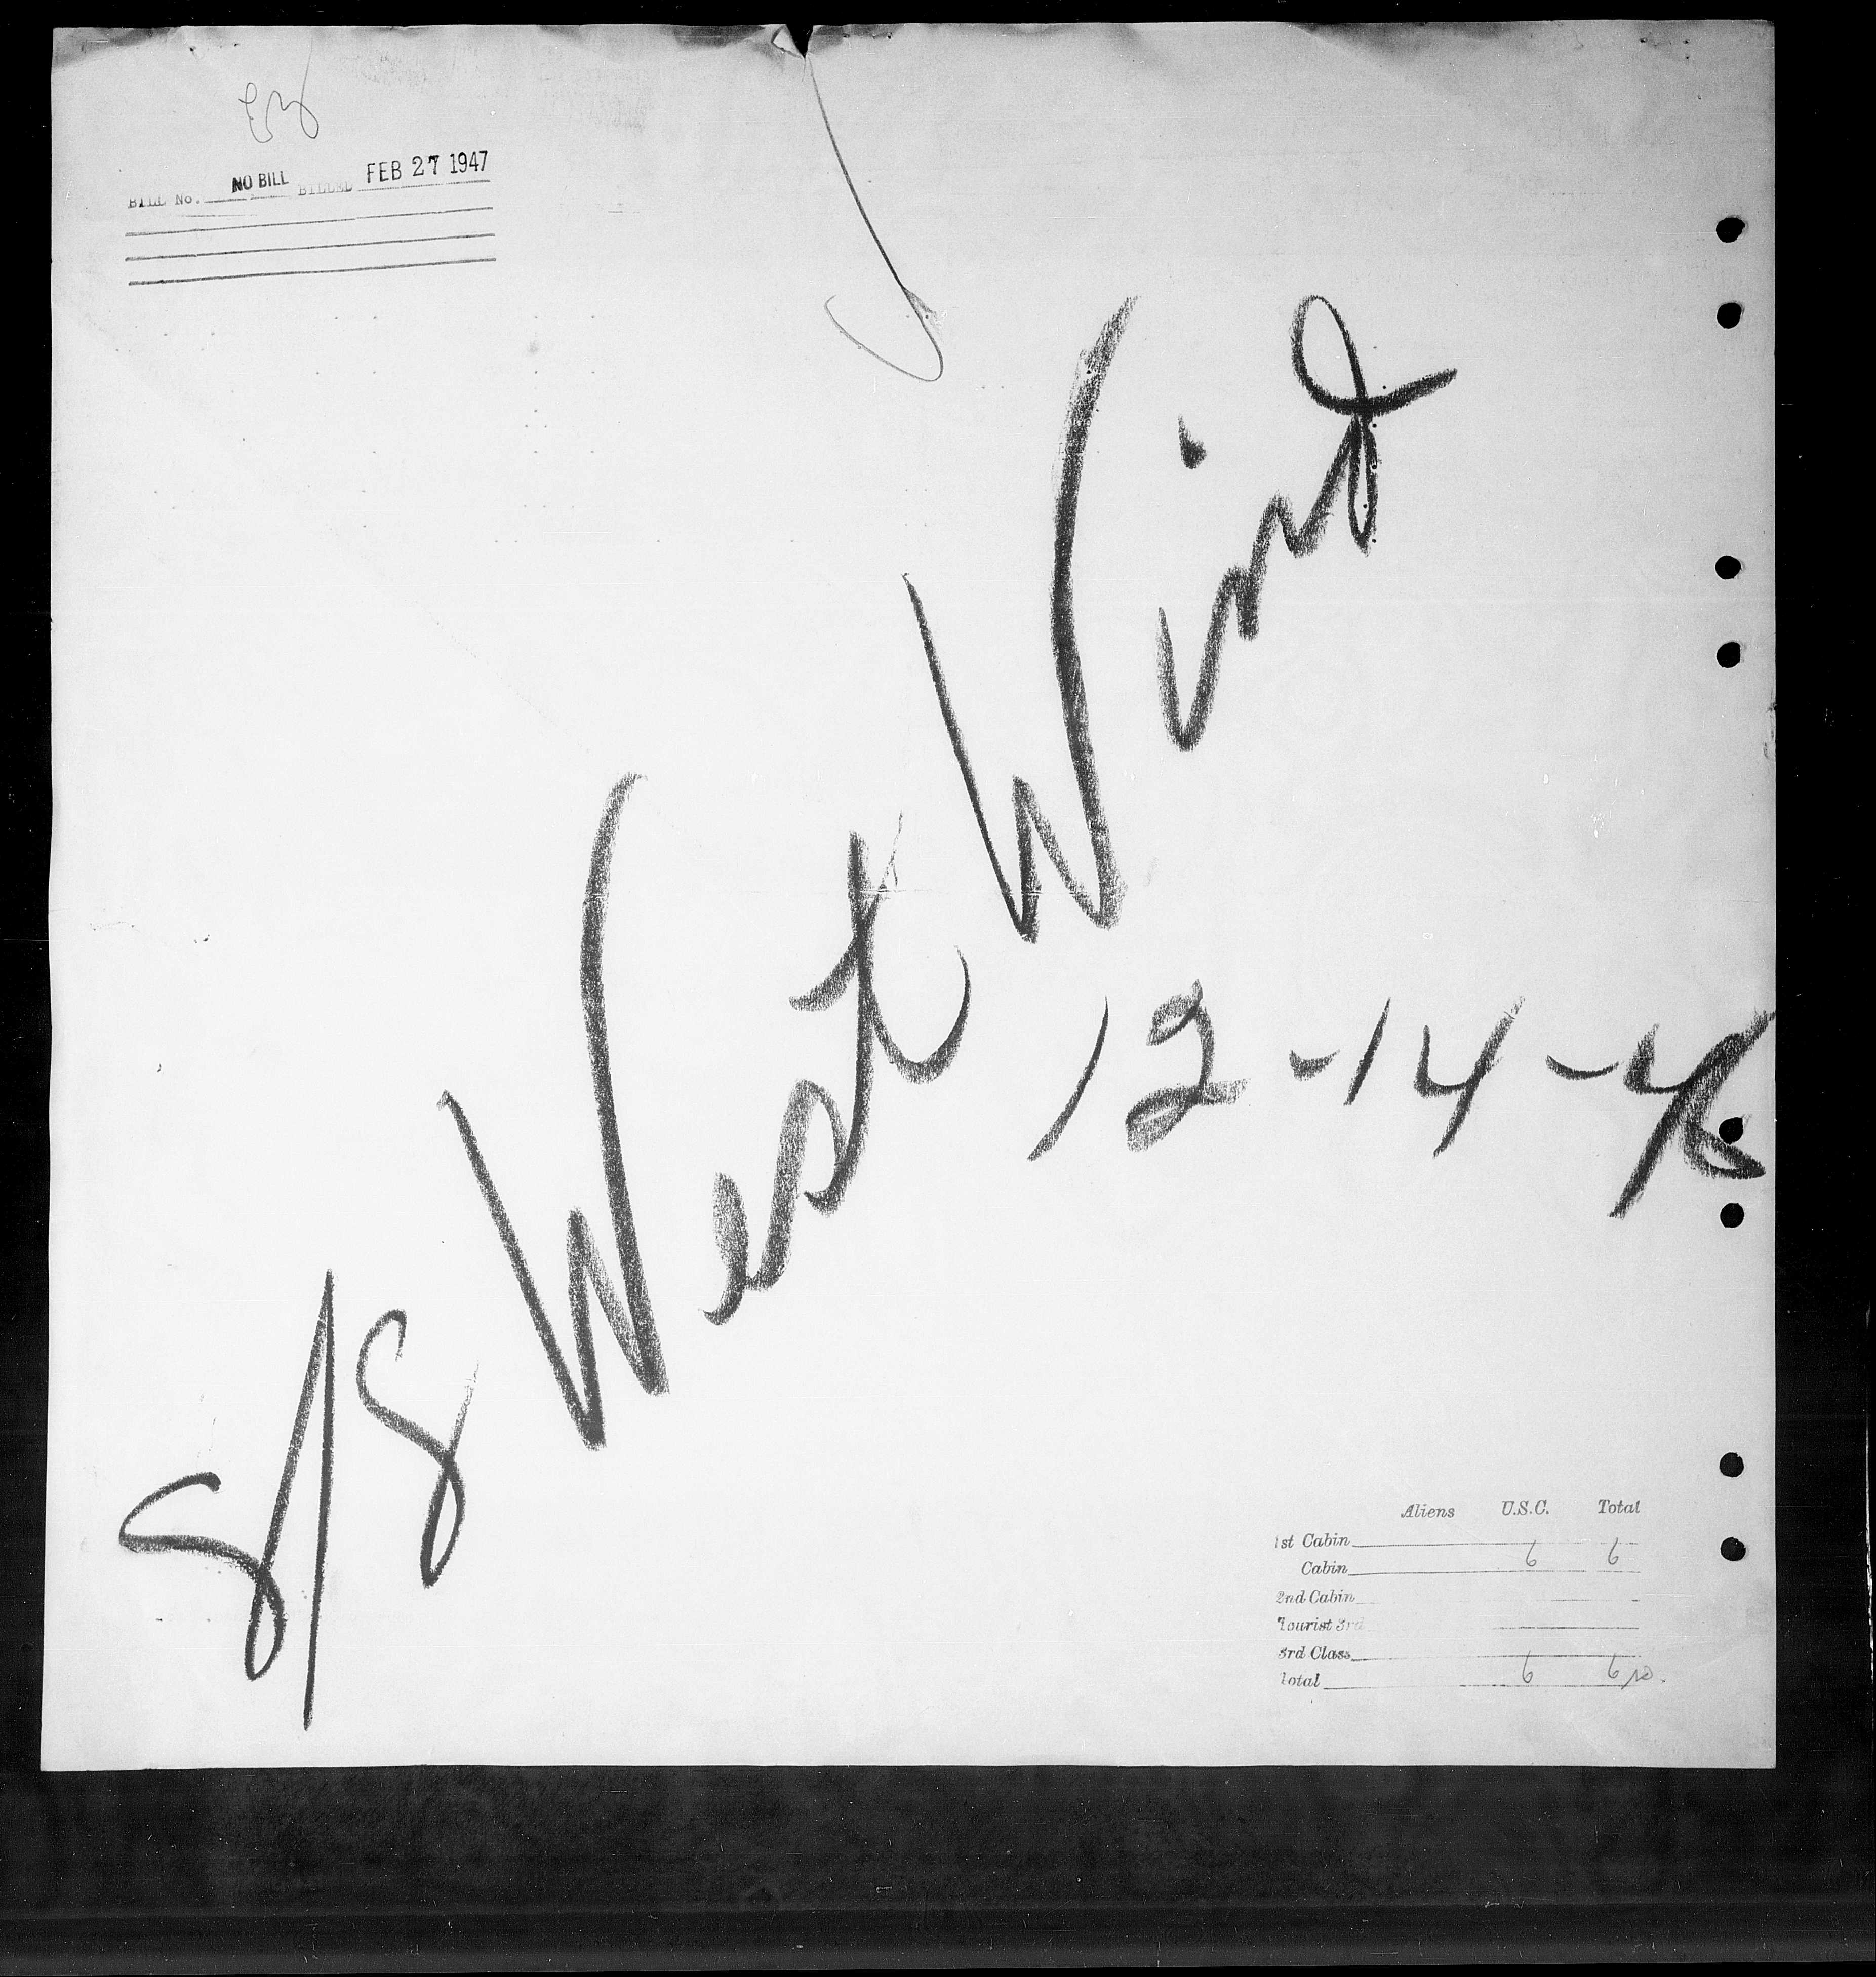 BILL No. NO BILL BILLED FEB 27 1947
S/S West Wind
12-14-46
Aliens U.S.C. Total
1st Cabin
Cabin 6 6
2nd Cabin
Tourist 3rd
3rd Class
Total 6 6